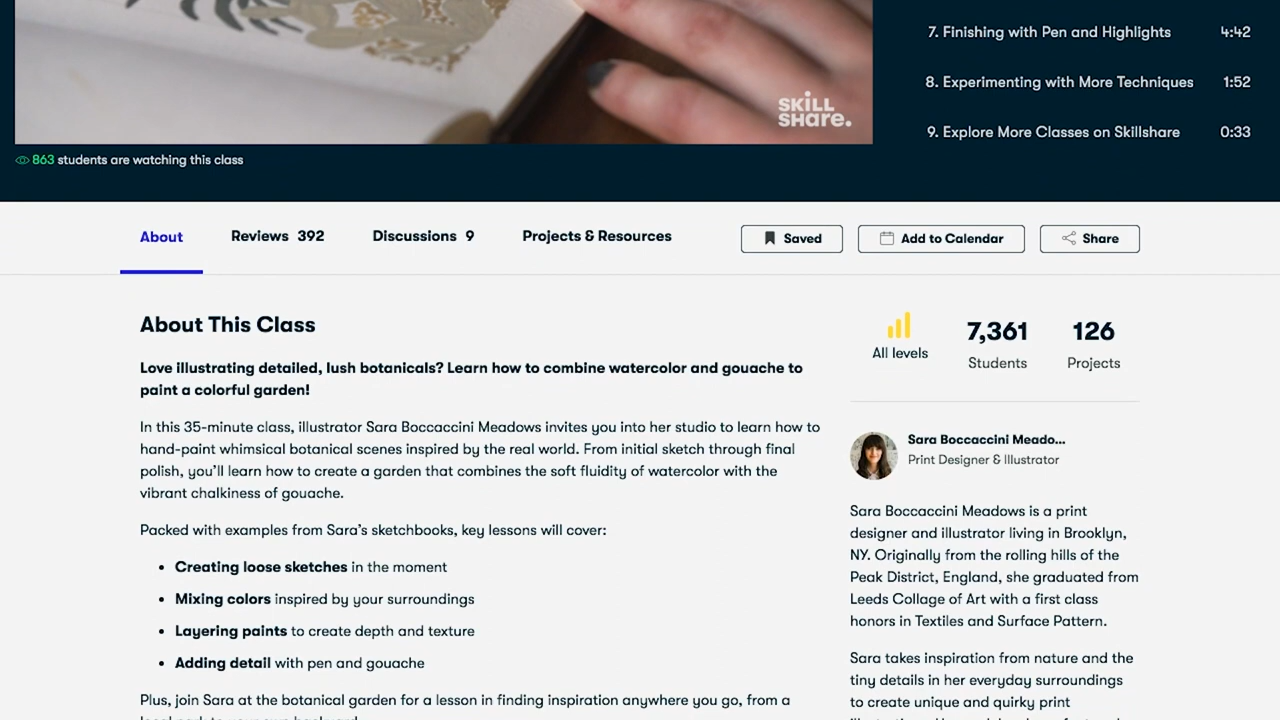 SKILL
SHARE.
7. Finishing with Pen and Highlights 4:42
8. Experimenting with More Techniques 1:52
9. Explore More Classes on Skillshare 0:33
863 students are watching this class
About Reviews 392 Discussions 9 Projects & Resources Saved Add to Calendar Share
About This Class
Love illustrating detailed, lush botanicals? Learn how to combine watercolor and gouache to
paint a colorful garden!
In this 35-minute class, illustrator Sara Boccaccini Meadows invites you into her studio to learn how to
hand-paint whimsical botanical scenes inspired by the real world. From initial sketch through final
polish, you’ll learn how to create a garden that combines the soft fluidity of watercolor with the
vibrant chalkiness of gouache.
Packed with examples from Sara’s sketchbooks, key lessons will cover:
• Creating loose sketches in the moment
• Mixing colors inspired by your surroundings
• Layering paints to create depth and texture
• Adding detail with pen and gouache
Plus, join Sara at the botanical garden for a lesson in finding inspiration anywhere you go, from a
All levels
7,361
Students
126
Projects
Sara Boccaccini Meado...
Print Designer & Illustrator
Sara Boccaccini Meadows is a print
designer and illustrator living in Brooklyn,
NY. Originally from the rolling hills of the
Peak District, England, she graduated from
Leeds Collage of Art with a first class
honors in Textiles and Surface Pattern.
Sara takes inspiration from nature and the
tiny details in her everyday surroundings
to create unique and quirky print